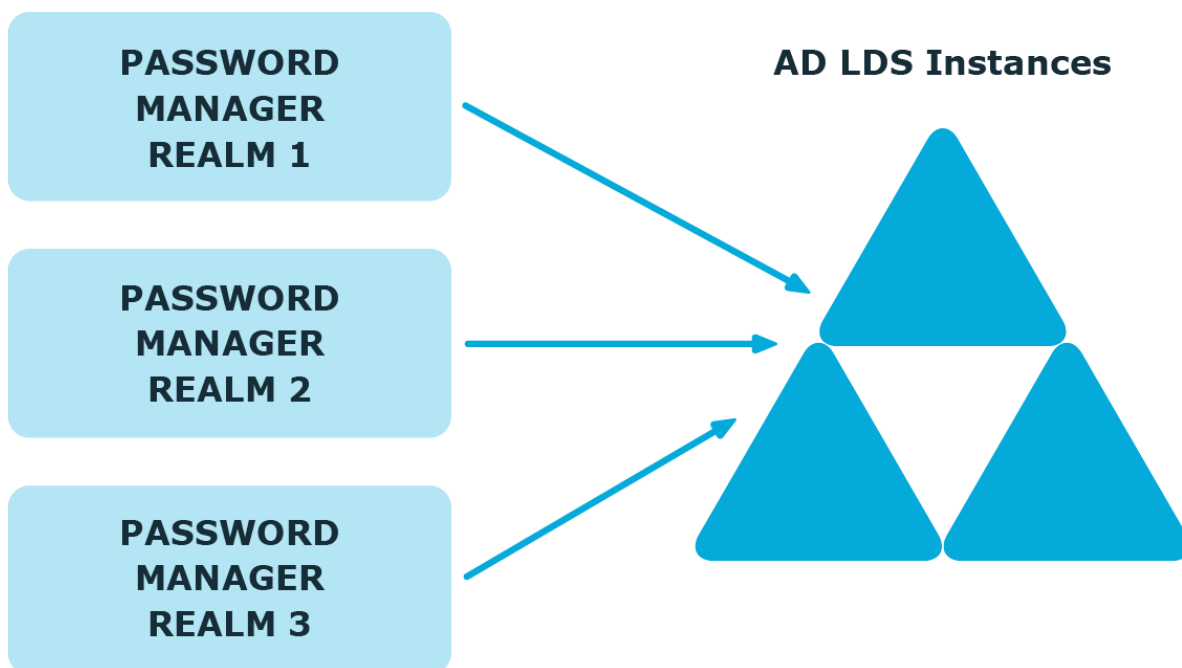 PASSWORD
MANAGER
REALM 1
AD LDS Instances
PASSWORD
MANAGER
REALM 2
PASSWORD
MANAGER
REALM 3